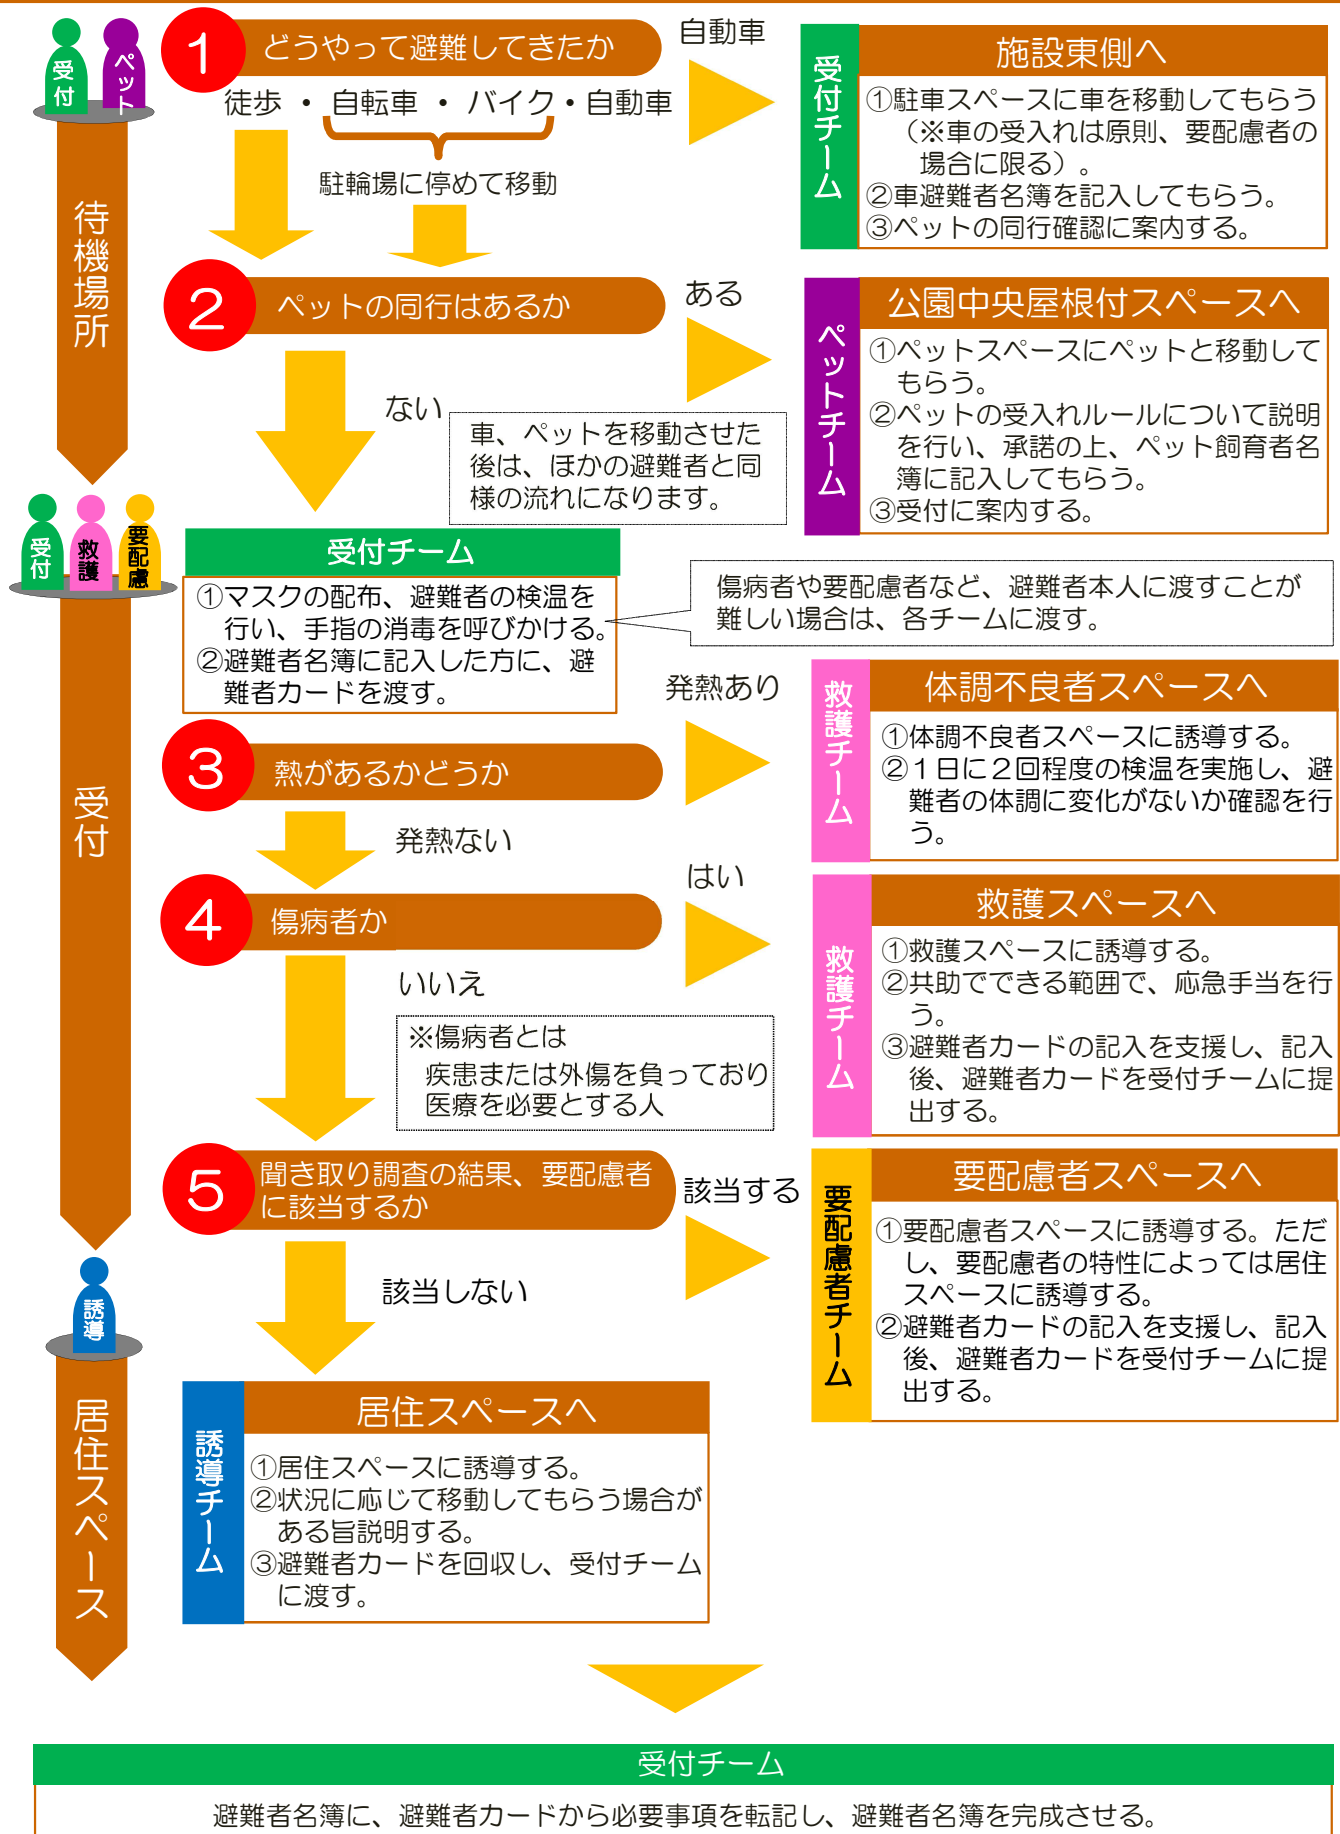 受付
ペット
待機場所
1
どうやって避難してきたか
自動車
徒歩 ・ 自転車 ・ バイク・自動車
駐輪場に停めて移動
受付チーム
施設東側へ
①駐車スペースに車を移動してもらう
（※車の受入れは原則、要配慮者の
場合に限る）。
②車避難者名簿を記入してもらう。
③ペットの同行確認に案内する。
2
ペットの同行はあるか
ある
ない
車、ペットを移動させた
後は、ほかの避難者と同
様の流れになります。
ペットチーム
公園中央屋根付スペースへ
①ペットスペースにペットと移動して
もらう。
②ペットの受入れルールについて説明
を行い、承諾の上、ペット飼育者名
簿に記入してもらう。
③受付に案内する。
受付
救護
要配慮
受付
受付チーム
①マスクの配布、避難者の検温を
行い、手指の消毒を呼びかける。
②避難者名簿に記入した方に、避
難者カードを渡す。
傷病者や要配慮者など、避難者本人に渡すことが
難しい場合は、各チームに渡す。
3
熱があるかどうか
発熱あり
発熱ない
救護チーム
体調不良者スペースへ
①体調不良者スペースに誘導する。
②１日に２回程度の検温を実施し、避
難者の体調に変化がないか確認を行
う。
4
傷病者か
はい
いいえ
※傷病者とは
疾患または外傷を負っており
医療を必要とする人
救護チーム
救護スペースへ
①救護スペースに誘導する。
②共助でできる範囲で、応急手当を行
う。
③避難者カードの記入を支援し、記入
後、避難者カードを受付チームに提
出する。
5
聞き取り調査の結果、要配慮者
に該当するか
該当する
該当しない
要配慮者チーム
要配慮者スペースへ
①要配慮者スペースに誘導する。ただ
し、要配慮者の特性によっては居住
スペースに誘導する。
②避難者カードの記入を支援し、記入
後、避難者カードを受付チームに提
出する。
誘導
居住スペース
誘導チーム
居住スペースへ
①居住スペースに誘導する。
②状況に応じて移動してもらう場合が
ある旨説明する。
③避難者カードを回収し、受付チーム
に渡す。
受付チーム
避難者名簿に、避難者カードから必要事項を転記し、避難者名簿を完成させる。